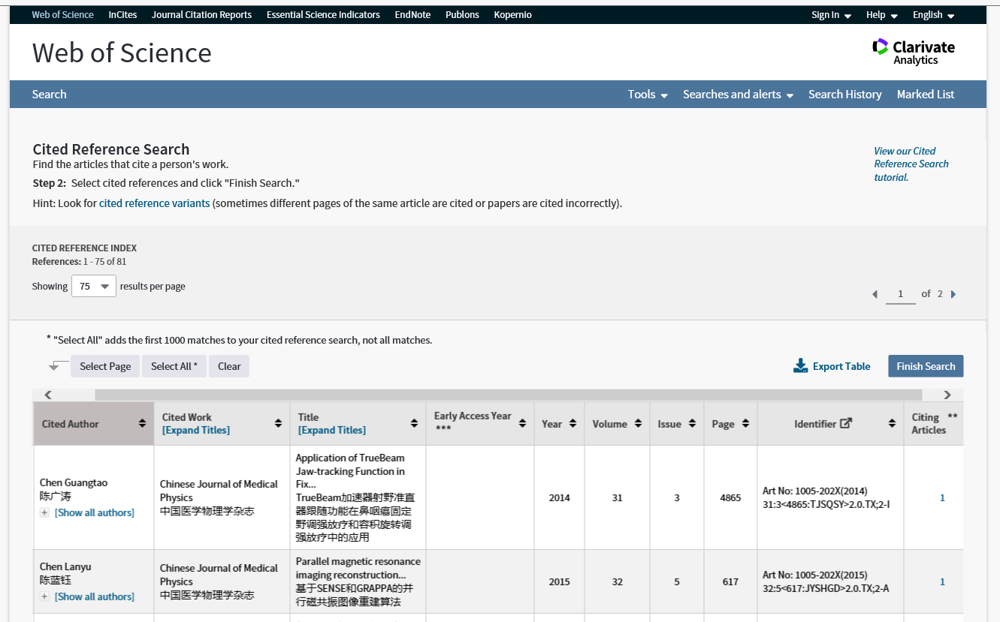 Web of Science InCites Journal Citation Reports Essential Science Indicators EndNote Publons Kopernio Sign In Help English
Web of Science
Clarivate
Analytics
Search Tools Searches and alerts Search History Marked List
Cited Reference Search
Find the articles that cite a person's work.
Step 2: Select cited references and click "Finish Search."
Hint: Look for cited reference variants (sometimes different pages of the same article are cited or papers are cited incorrectly).
View our Cited
Reference Search
tutorial.
CITED REFERENCE INDEX
References: 1 - 75 of 81
Showing 75 results per page
1 of 2
* "Select All" adds the first 1000 matches to your cited reference search, not all matches.
Select Page Select All * Clear Export Table Finish Search
Cited Author
Cited Work
[Expand Titles]
Title
[Expand Titles]
Early Access Year
***
Year
Volume
Issue
Page
Identifier
Citing **
Articles
Chen Guangtao
陈广涛
+ [Show all authors]
Chinese Journal of Medical
Physics
中国医学物理学杂志
Application of TrueBeam
Jaw-tracking Function in
Fix...
TrueBeam加速器射野准直
器跟随功能在鼻咽癌固定
野调强放疗和容积旋转调
强放疗中的应用
2014
31
3
4865
Art No: 1005-202X(2014)
31:3<4865:TJSQSY>2.0.TX;2-I
1
Chen Lanyu
陈蓝钰
+ [Show all authors]
Chinese Journal of Medical
Physics
中国医学物理学杂志
Parallel magnetic resonance
imaging reconstruction...
基于SENSE和GRAPPA的并
行磁共振图像重建算法
2015
32
5
617
Art No: 1005-202X(2015)
32:5<617:JYSHGD>2.0.TX;2-A
1